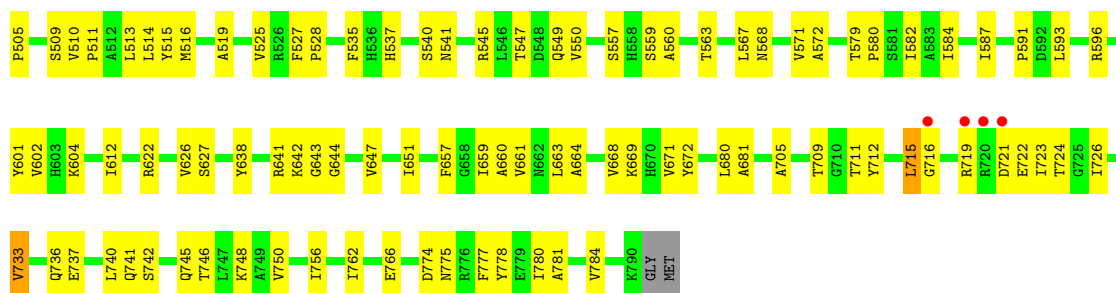 P505 S509 V510 P511 A512 L513 L514 Y515 M516 A519 V525 R526 F527 P528 F535 H536 H537 S540 N541 R545 L546 T547 D548 Q549 V550 S557 H558 S559 A560 T563 L567 N568 V571 A572 T579 P580 S581 I582 A583 I584 I587 P591 D592 L593 R596
Y601 V602 H603 K604 I612 R622 V626 S627 Y638 R641 K642 G643 G644 V647 I651 F657 G658 I659 A660 V661 N662 L663 A664 V668 K669 H670 V671 Y672 L680 A681 A705 T709 G710 T711 Y712 L715 G716 R719 R720 D721 E722 I723 T724 G725 I726
V733 Q736 E737 L740 Q741 S742 Q745 T746 L747 K748 A749 V750 I756 I762 E766 D774 N775 R776 F777 Y778 E779 I780 A781 V784 K790 GLY MET